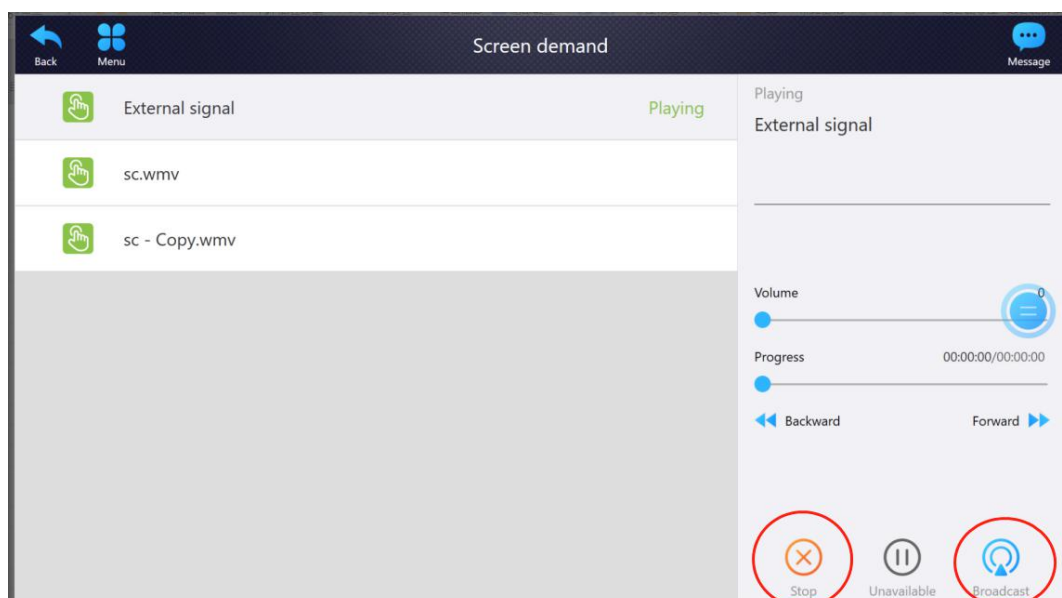 Screen demand
Back
Menu
Message
External signal
Playing
sc.wmv
sc - Copy.wmv
Playing
External signal
Volume
0
Progress
00:00:00/00:00:00
Backward
Forward
Stop
Unavailable
Broadcast